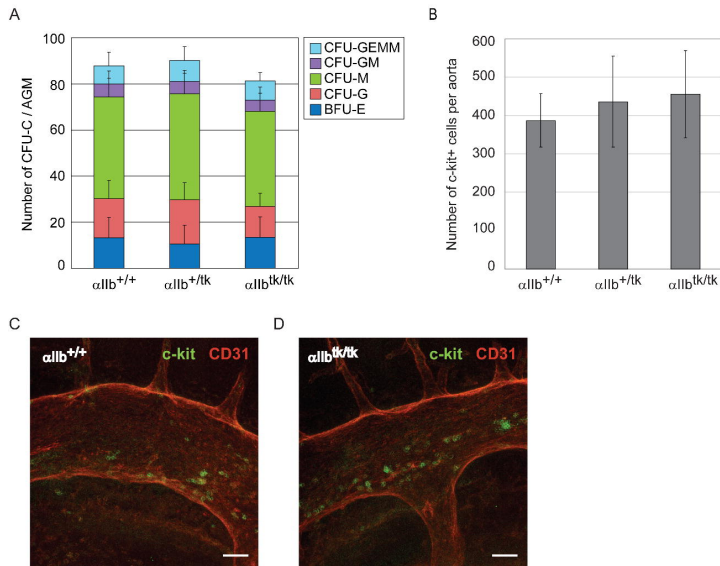 A
100
80
60
40
20
0
Number of CFU-C / AGM
αIIb+/+
αIIb+/tk
αIIbtk/tk
CFU-GEMM
CFU-GM
CFU-M
CFU-G
BFU-E
B
600
500
400
300
200
100
0
Number of c-kit+ cells per aorta
αIIb+/+
αIIb+/tk
αIIbtk/tk
C
αIIb+/+
c-kit CD31
D
αIIbtk/tk
c-kit CD31